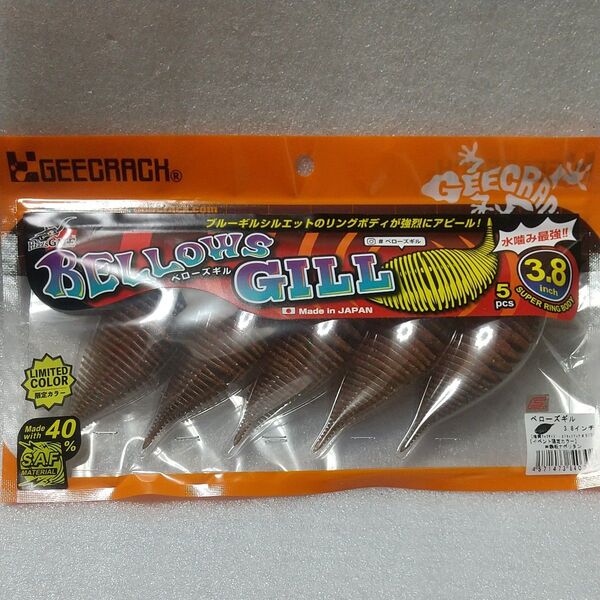 GEECRACH®
GEECRACH
ブルーギルシルエットのリングボディが強烈にアピール!
#ベローズギル
水噛み最強!!
BELLOWS
ベローズギル
GILL
3.8
inch
SUPER RING BODY
5
pcs
Made in JAPAN
LIMITED
COLOR
限定カラー
Made
with 40
%
SAF
MATERIAL
ベローズギル
3.8インチ